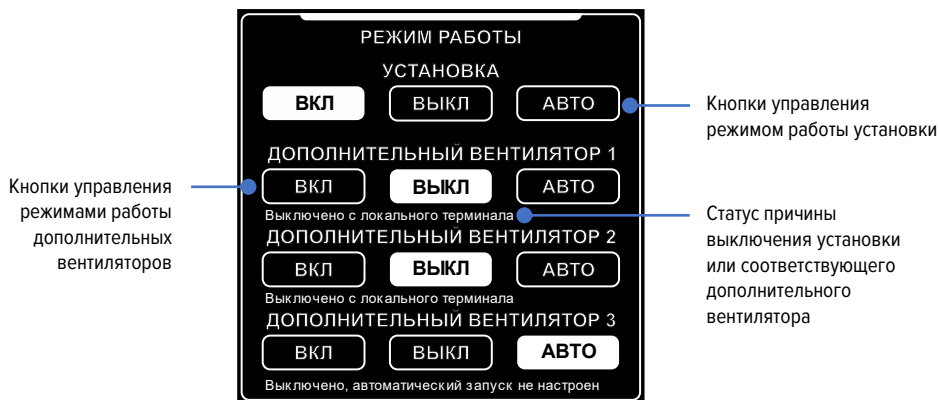 РЕЖИМ РАБОТЫ
УСТАНОВКА
ВКЛ ВЫКЛ АВТО
Кнопки управления
режимом работы установки
ДОПОЛНИТЕЛЬНЫЙ ВЕНТИЛЯТОР 1
ВКЛ ВЫКЛ АВТО
Кнопки управления
режимами работы
дополнительных
вентиляторов
Выключено с локального терминала
Статус причины
выключения установки
или соответствующего
дополнительного
вентилятора
ДОПОЛНИТЕЛЬНЫЙ ВЕНТИЛЯТОР 2
ВКЛ ВЫКЛ АВТО
Выключено с локального терминала
ДОПОЛНИТЕЛЬНЫЙ ВЕНТИЛЯТОР 3
ВКЛ ВЫКЛ АВТО
Выключено, автоматический запуск не настроен